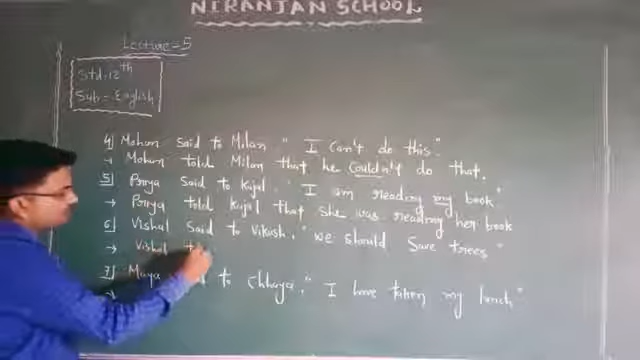 NIRANJAN SCHOOL
Lecture-5
Std:12th
Sub:- English
4] Mohan said to Milan. "I can't do this."
→ Mohan told Milan that he couldn't do that.
5] Priya said to Kajal. "I am reading my book."
→ Priya told Kajal that she was reading her book
6] Vishal said to Vikash. "We should save trees"
→ Vishal
7] Maya to Chhaya, "I have taken my lunch"
→